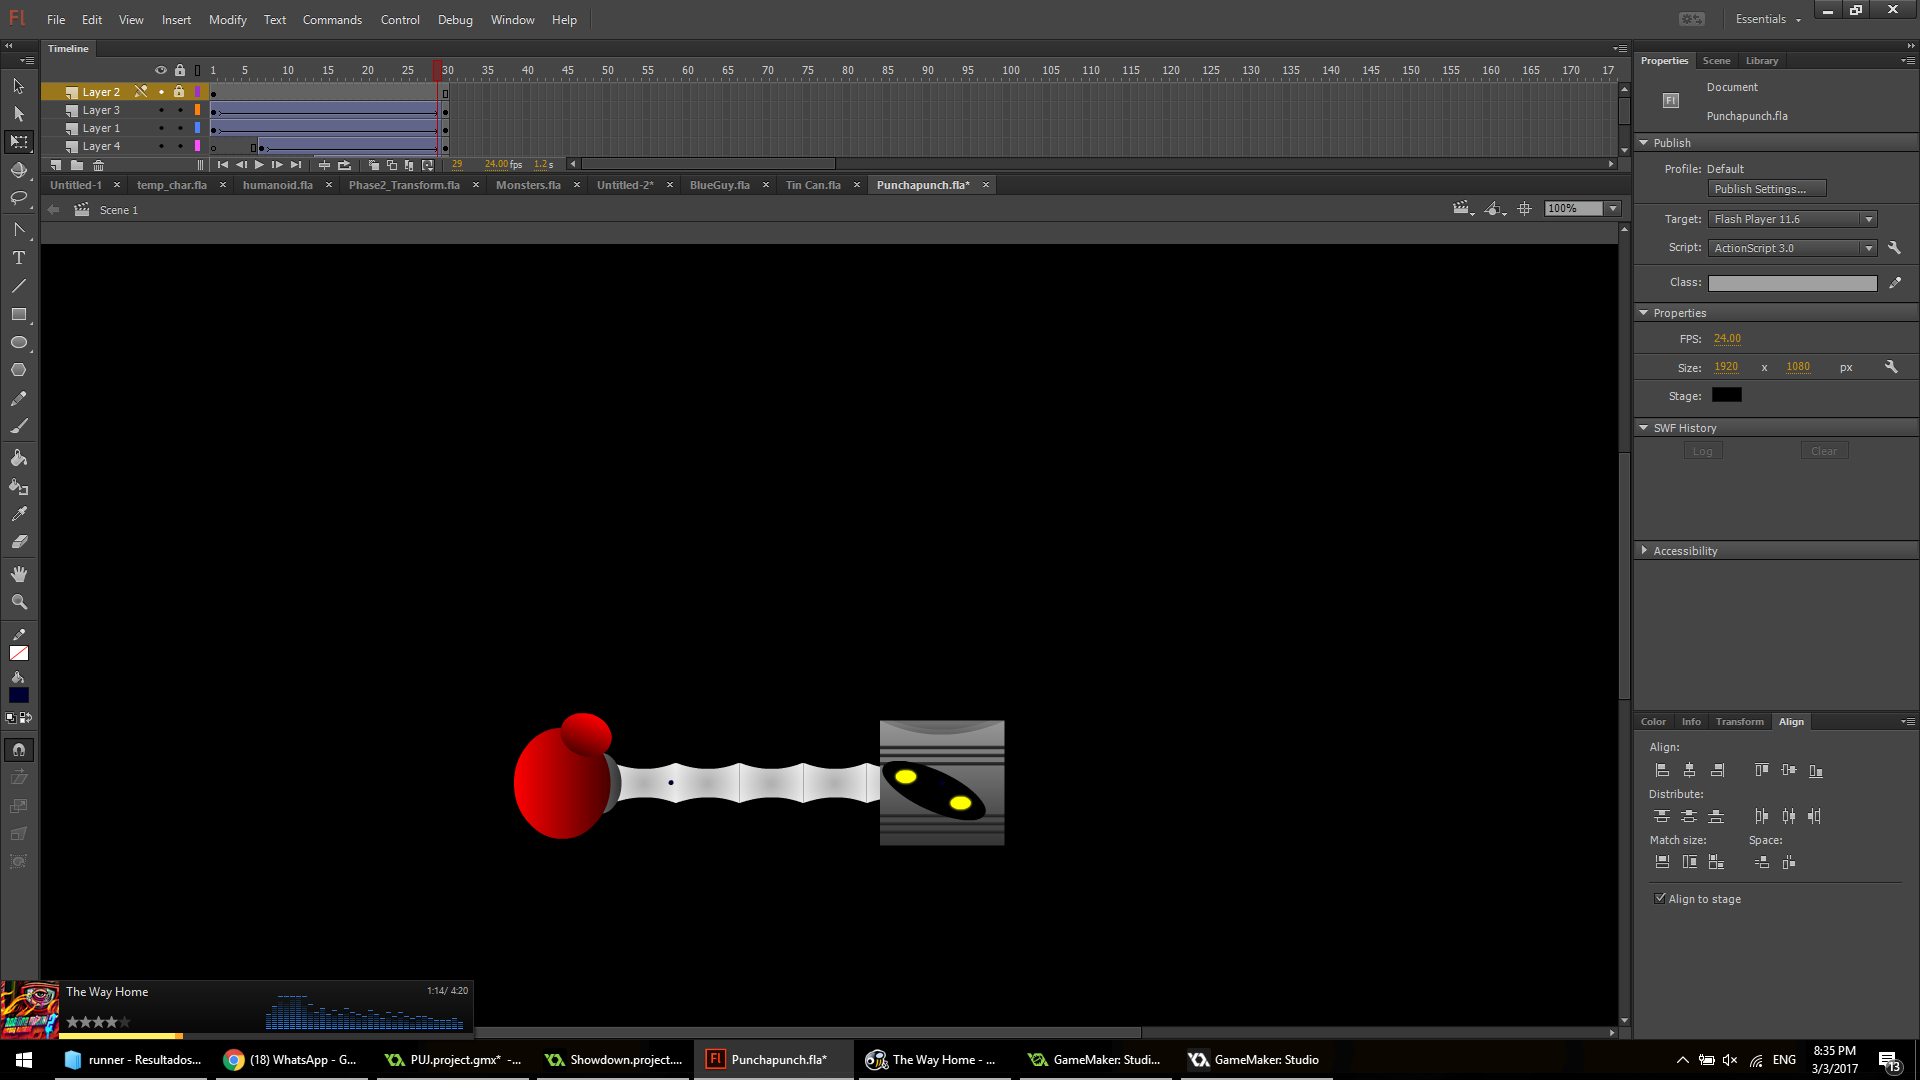 Fl File Edit View Insert Modify Text Commands Control Debug Window Help Essentials
Timeline
1 5 10 15 20 25 30 35 40 45 50 55 60 65 70 75 80 85 90 95 100 105 110 115 120 125 130 135 140 145 150 155 160 165 170 17
Layer 2
Layer 3
Layer 1
Layer 4
29 24.00 fps 1.2 s
Untitled-1 temp_char.fla humanoid.fla Phase2_Transform.fla Monsters.fla Untitled-2* BlueGuy.fla Tin Can.fla Punchapunch.fla*
Scene 1 100%
Properties Scene Library
Fl Document
Punchapunch.fla
Publish
Profile: Default
Publish Settings...
Target: Flash Player 11.6
Script: ActionScript 3.0
Class:
Properties
FPS: 24.00
Size: 1920 x 1080 px
Stage:
SWF History
Log Clear
Accessibility
Color Info Transform Align
Align:
Distribute:
Match size: Space:
Align to stage
The Way Home 1:14/ 4:20
runner - Resultados... (18) WhatsApp - G... PUJ.project.gmx* -... Showdown.project.... Fl Punchapunch.fla* The Way Home - ... GameMaker: Studi... GameMaker: Studio ENG 8:35 PM
3/3/2017 13